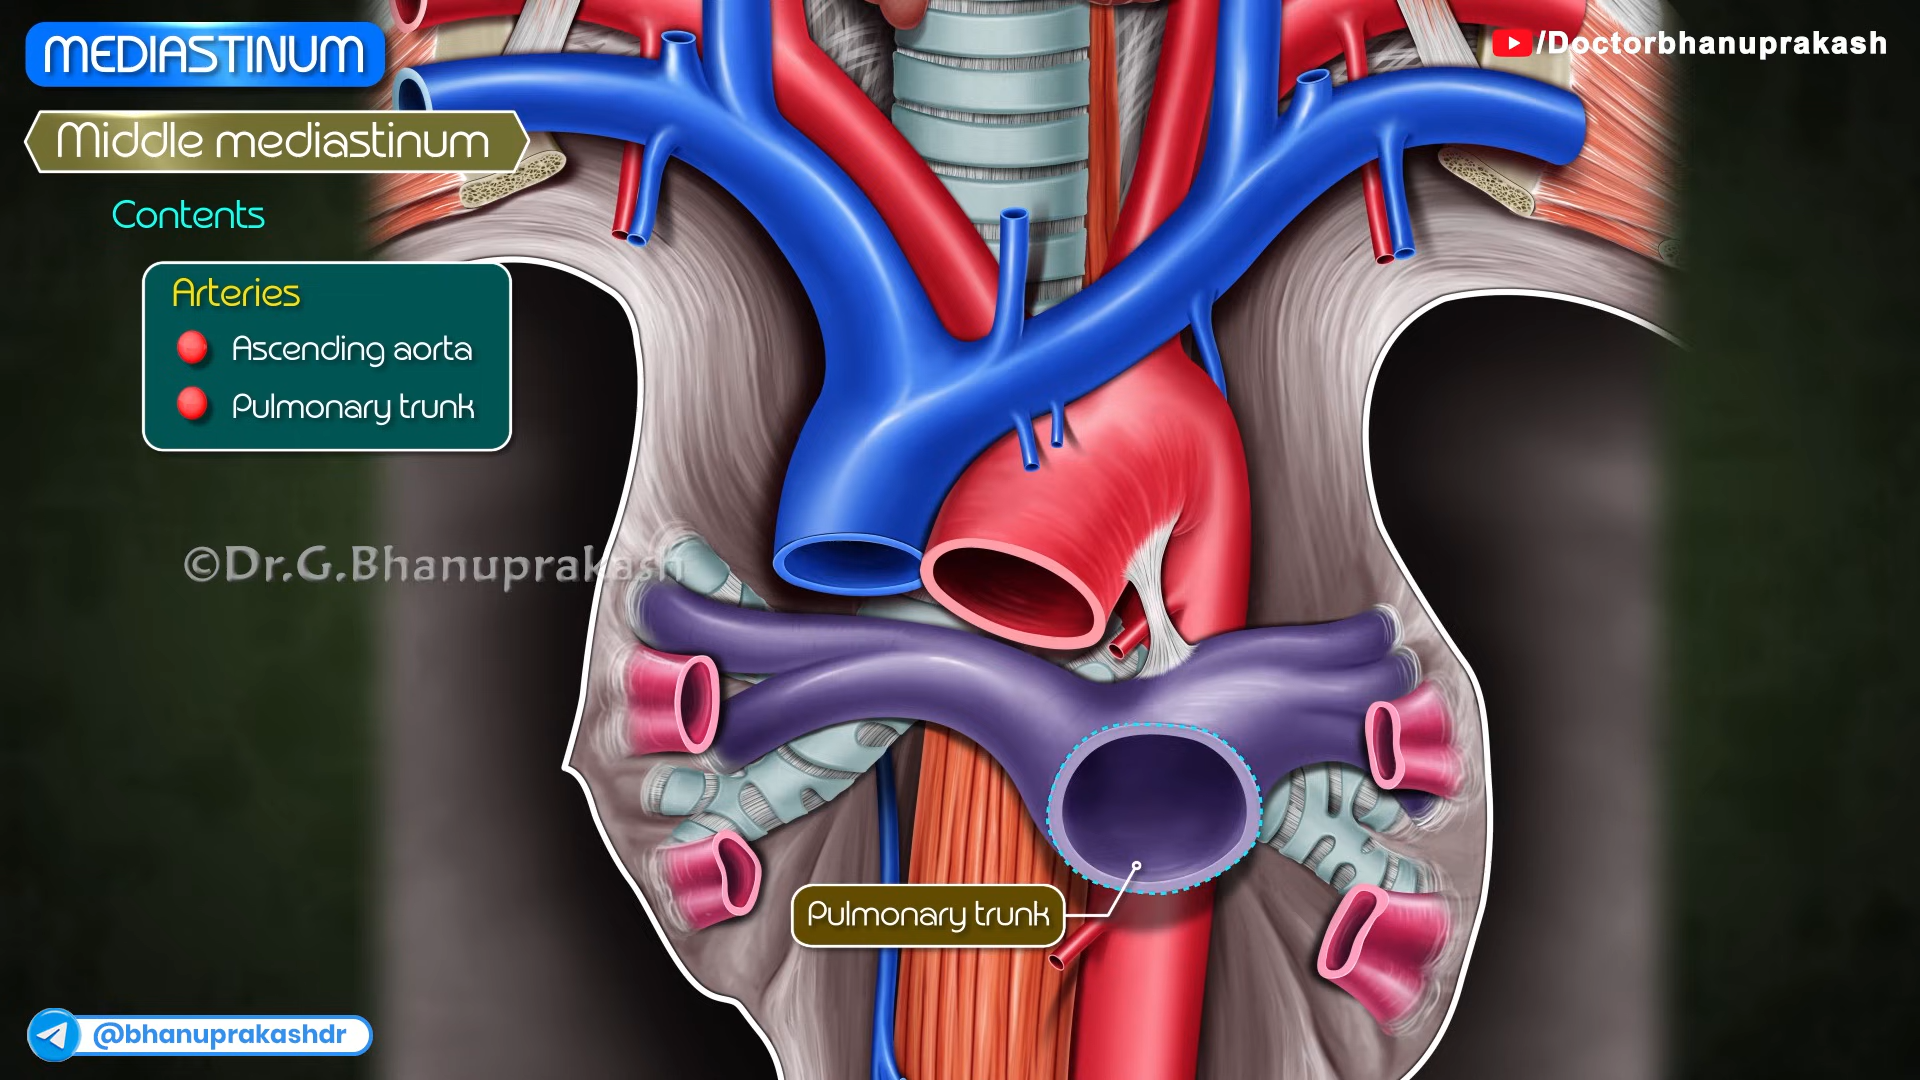 MEDIASTINUM
/Doctorbhanuprakash
Middle mediastinum
Contents
Arteries
Ascending aorta
Pulmonary trunk
©Dr.G.Bhanuprakash
Pulmonary trunk
@bhanuprakashdr